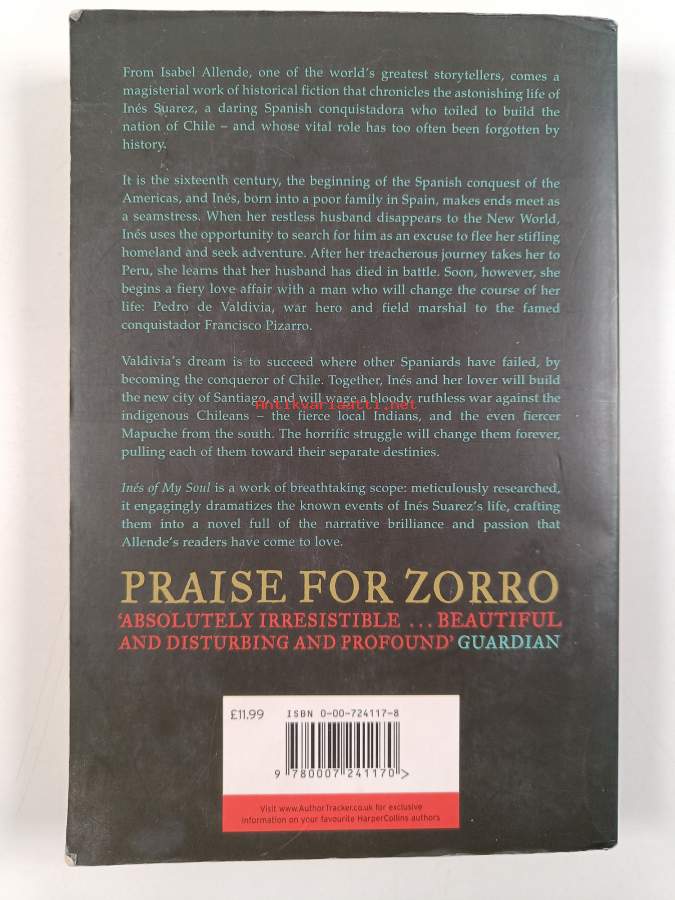 From Isabel Allende, one of the world's greatest storytellers, comes a
magisterial work of historical fiction that chronicles the astonishing life of
Inés Suarez, a daring Spanish conquistadora who toiled to build the
nation of Chile – and whose vital role has too often been forgotten by
history.
It is the sixteenth century, the beginning of the Spanish conquest of the
Americas, and Inés, born into a poor family in Spain, makes ends meet as
a seamstress. When her restless husband disappears to the New World,
Inés uses the opportunity to search for him as an excuse to flee her stifling
homeland and seek adventure. After her treacherous journey takes her to
Peru, she learns that her husband has died in battle. Soon, however, she
begins a fiery love affair with a man who will change the course of her
life: Pedro de Valdivia, war hero and field marshal to the famed
conquistador Francisco Pizarro.
Valdivia's dream is to succeed where other Spaniards have failed, by
becoming the conqueror of Chile. Together, Inés and her lover will build
the new city of Santiago, and will wage a bloody, ruthless war against the
Antikvariaatti.net
indigenous Chileans – the fierce local Indians, and the even fiercer
Mapuche from the south. The horrific struggle will change them forever,
pulling each of them toward their separate destinies.
Inés of My Soul is a work of breathtaking scope: meticulously researched,
it engagingly dramatizes the known events of Inés Suarez's life, crafting
them into a novel full of the narrative brilliance and passion that
Allende's readers have come to love.
PRAISE FOR ZORRO
'ABSOLUTELY IRRESISTIBLE ... BEAUTIFUL
AND DISTURBING AND PROFOUND' GUARDIAN
£11.99
ISBN 0-00-724117-8
9 780007 241170 >
Visit www.AuthorTracker.co.uk for exclusive
information on your favourite HarperCollins authors